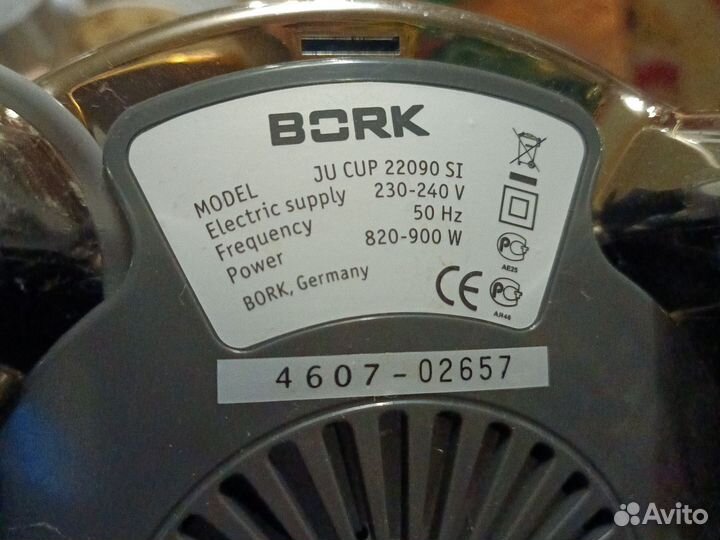 BORK
MODEL JU CUP 22090 SI
Electric supply 230-240 V
Frequency 50 Hz
Power 820-900 W
BORK, Germany
CE
AE25
АЯ46
4607-02657
Avito